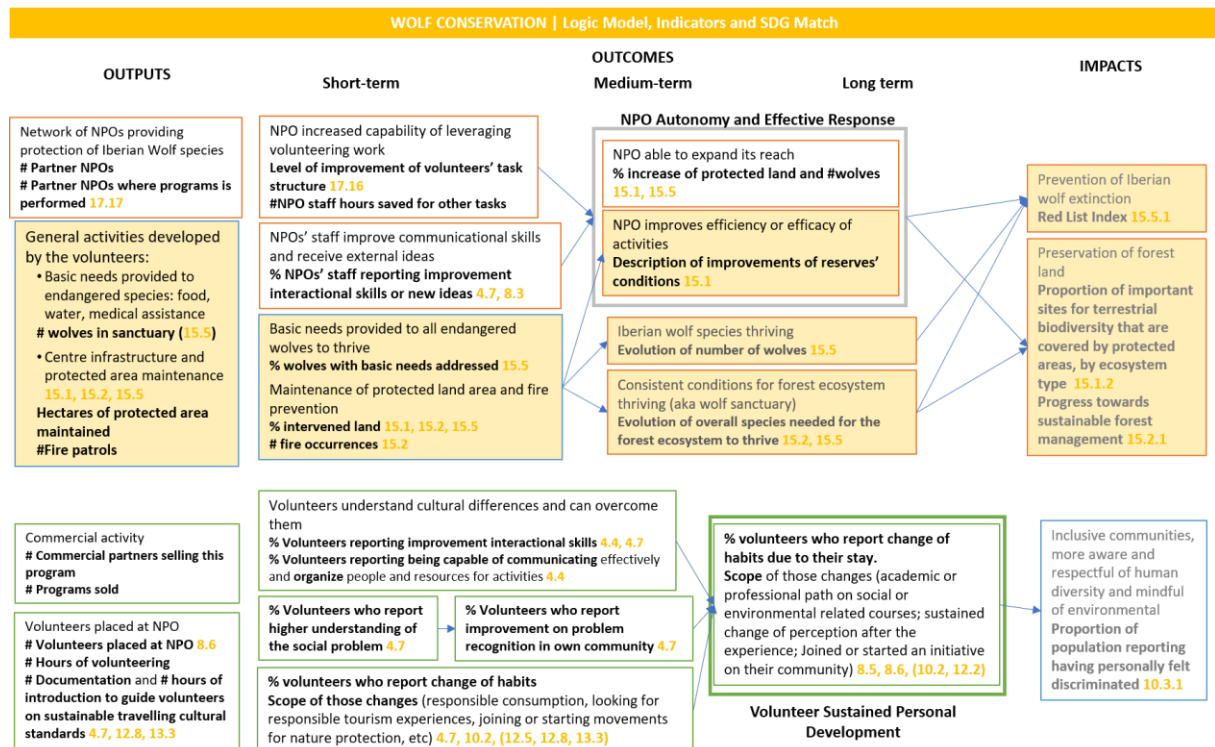 WOLF CONSERVATION | Logic Model, Indicators and SDG Match
OUTPUTS
OUTCOMES
Short-term
Medium-term
Long term
IMPACTS
Network of NPOs providing
protection of Iberian Wolf species
# Partner NPOs
# Partner NPOs where programs is
performed 17.17
General activities developed
by the volunteers:
• Basic needs provided to
endangered species: food,
water, medical assistance
# wolves in sanctuary (15.5)
• Centre infrastructure and
protected area maintenance
15.1, 15.2, 15.5
Hectares of protected area
maintained
#Fire patrols
NPO increased capability of leveraging
volunteering work
Level of improvement of volunteers' task
structure 17.16
#NPO staff hours saved for other tasks
NPOs' staff improve communicational skills
and receive external ideas
% NPOs' staff reporting improvement
interactional skills or new ideas 4.7, 8.3
Basic needs provided to all endangered
wolves to thrive
% wolves with basic needs addressed 15.5
Maintenance of protected land area and fire
prevention
% intervened land 15.1, 15.2, 15.5
# fire occurrences 15.2
NPO Autonomy and Effective Response
NPO able to expand its reach
% increase of protected land and #wolves
15.1, 15.5
NPO improves efficiency or efficacy of
activities
Description of improvements of reserves'
conditions 15.1
Iberian wolf species thriving
Evolution of number of wolves 15.5
Consistent conditions for forest ecosystem
thriving (aka wolf sanctuary)
Evolution of overall species needed for the
forest ecosystem to thrive 15.2, 15.5
Prevention of Iberian
wolf extinction
Red List Index 15.5.1
Preservation of forest
land
Proportion of important
sites for terrestrial
biodiversity that are
covered by protected
areas, by ecosystem
type 15.1.2
Progress towards
sustainable forest
management 15.2.1
Commercial activity
# Commercial partners selling this
program
# Programs sold
Volunteers placed at NPO
# Volunteers placed at NPO 8.6
# Hours of volunteering
# Documentation and # hours of
introduction to guide volunteers
on sustainable travelling cultural
standards 4.7, 12.8, 13.3
Volunteers understand cultural differences and can overcome
them
% Volunteers reporting improvement interactional skills 4.4, 4.7
% Volunteers reporting being capable of communicating effectively
and organize people and resources for activities 4.4
% Volunteers who report
higher understanding of
the social problem 4.7
% Volunteers who report
improvement on problem
recognition in own community 4.7
% volunteers who report change of habits
Scope of those changes (responsible consumption, looking for
responsible tourism experiences, joining or starting movements
for nature protection, etc) 4.7, 10.2, (12.5, 12.8, 13.3)
% volunteers who report change of
habits due to their stay.
Scope of those changes (academic or
professional path on social or
environmental related courses; sustained
change of perception after the
experience; Joined or started an initiative
on their community) 8.5, 8.6, (10.2, 12.2)
Volunteer Sustained Personal
Development
Inclusive communities,
more aware and
respectful of human
diversity and mindful
of environmental
Proportion of
population reporting
having personally felt
discriminated 10.3.1